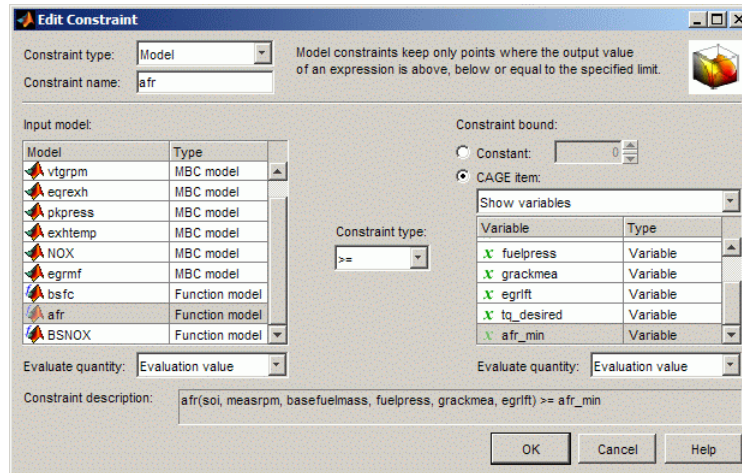 Edit Constraint
Constraint type: Model
Model constraints keep only points where the output value
of an expression is above, below or equal to the specified limit.
Constraint name: afr
Input model:
Constraint bound:
Model Type
vtgrpm MBC model
eqrexh MBC model
pkpress MBC model
exhtemp MBC model
NOX MBC model
egrmf MBC model
bsfc Function model
afr Function model
BSNOX Function model
Constraint type:
>=
Constant: 0
CAGE item:
Show variables
Variable Type
x fuelpress Variable
x grackmea Variable
x egrlft Variable
x tq_desired Variable
x afr_min Variable
Evaluate quantity: Evaluation value
Evaluate quantity: Evaluation value
Constraint description: afr(soi, measrpm, basefuelmass, fuelpress, grackmea, egrlft) >= afr_min
OK Cancel Help